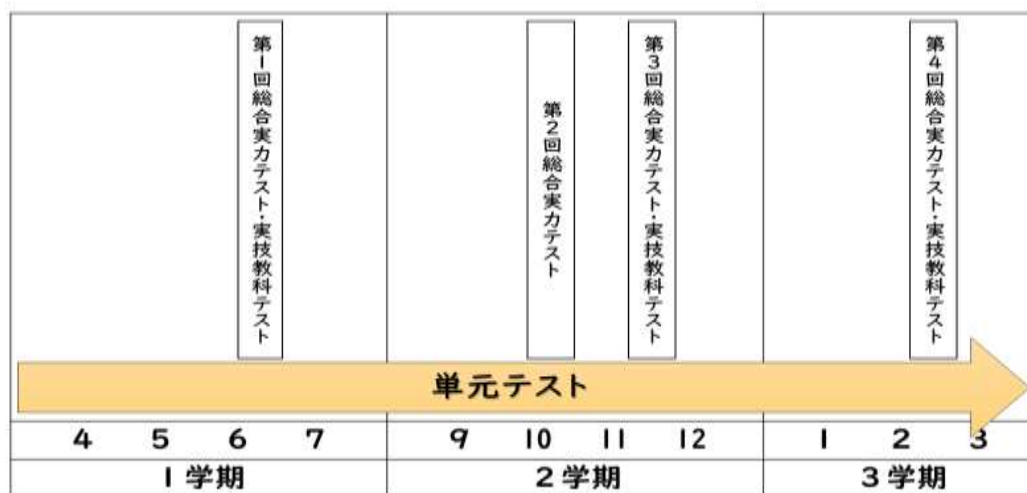 第1回総合実力テスト・実技教科テスト
第2回総合実力テスト
第3回総合実力テスト・実技教科テスト
第4回総合実力テスト・実技教科テスト
単元テスト
4 5 6 7 9 10 11 12 1 2 3
1学期 2学期 3学期